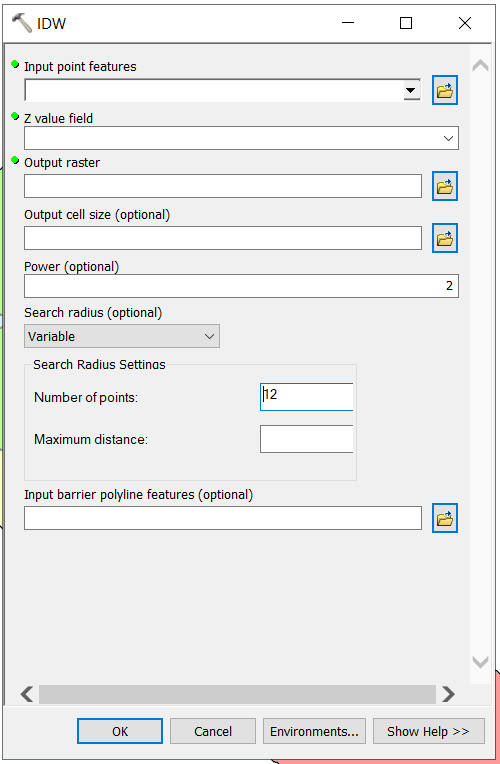 IDW
Input point features
Z value field
Output raster
Output cell size (optional)
Power (optional)
2
Search radius (optional)
Variable
Search Radius Settings
Number of points:
12
Maximum distance:
Input barrier polyline features (optional)
OK
Cancel
Environments...
Show Help >>